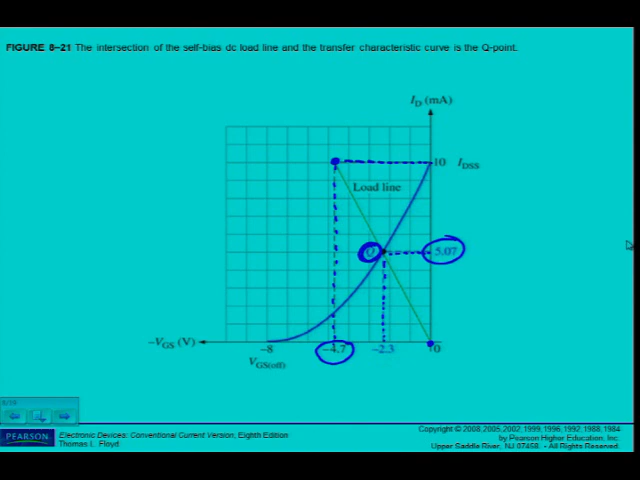 FIGURE 8–21 The intersection of the self-bias dc load line and the transfer characteristic curve is the Q-point.
I_D (mA)
10 I_DSS
Load line
Q 5.07
–V_GS (V) –8 –4.7 –2.3 0
V_GS(off)
PEARSON
Electronic Devices: Conventional Current Version, Eighth Edition
Thomas L. Floyd
Copyright © 2008,2005,2002,1999,1996,1992,1988,1984
by Pearson Higher Education, Inc.
Upper Saddle River, NJ 07458. • All Rights Reserved.